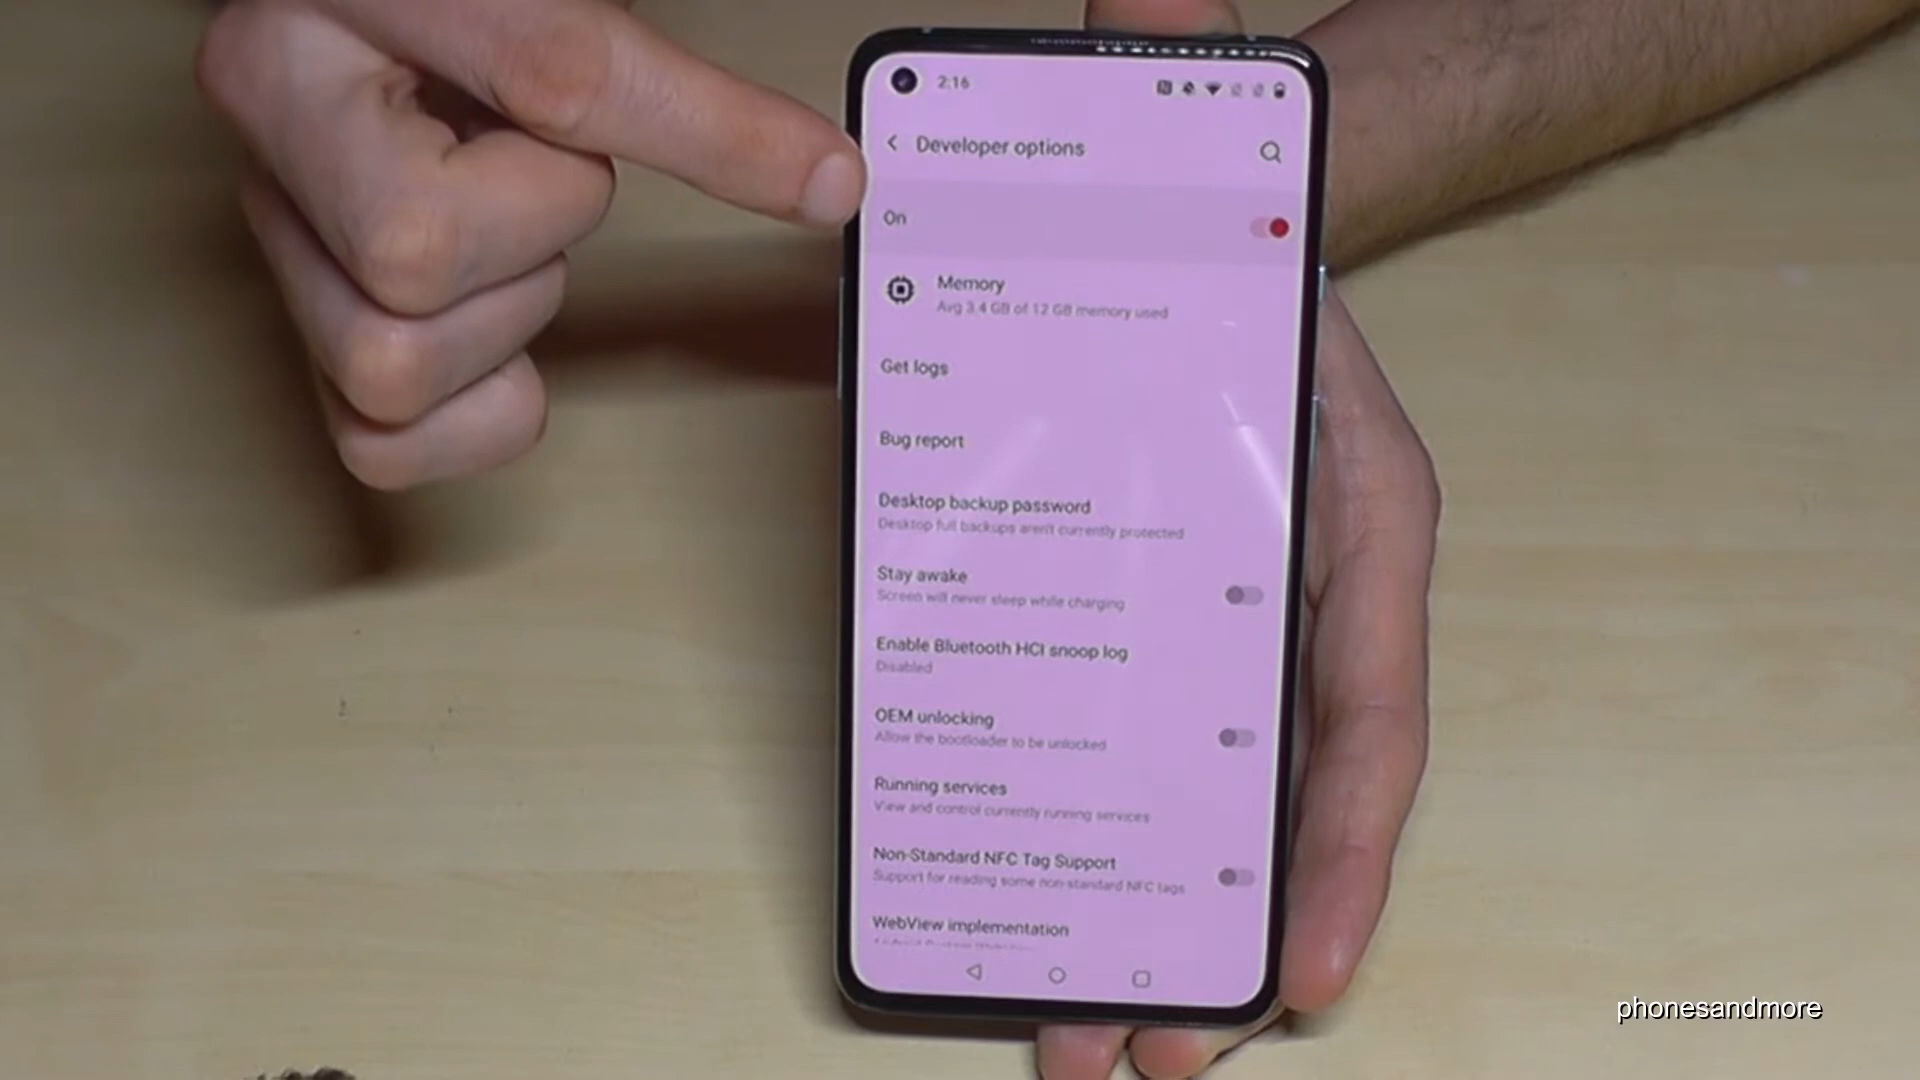 2:16
Developer options
On
Memory
Avg 3.4 GB of 12 GB memory used
Get logs
Bug report
Desktop backup password
Desktop full backups aren't currently protected
Stay awake
Screen will never sleep while charging
Enable Bluetooth HCI snoop log
Disabled
OEM unlocking
Allow the bootloader to be unlocked
Running services
View and control currently running services
Non-Standard NFC Tag Support
Support for reading some non-standard NFC tags
WebView implementation
phonesandmore